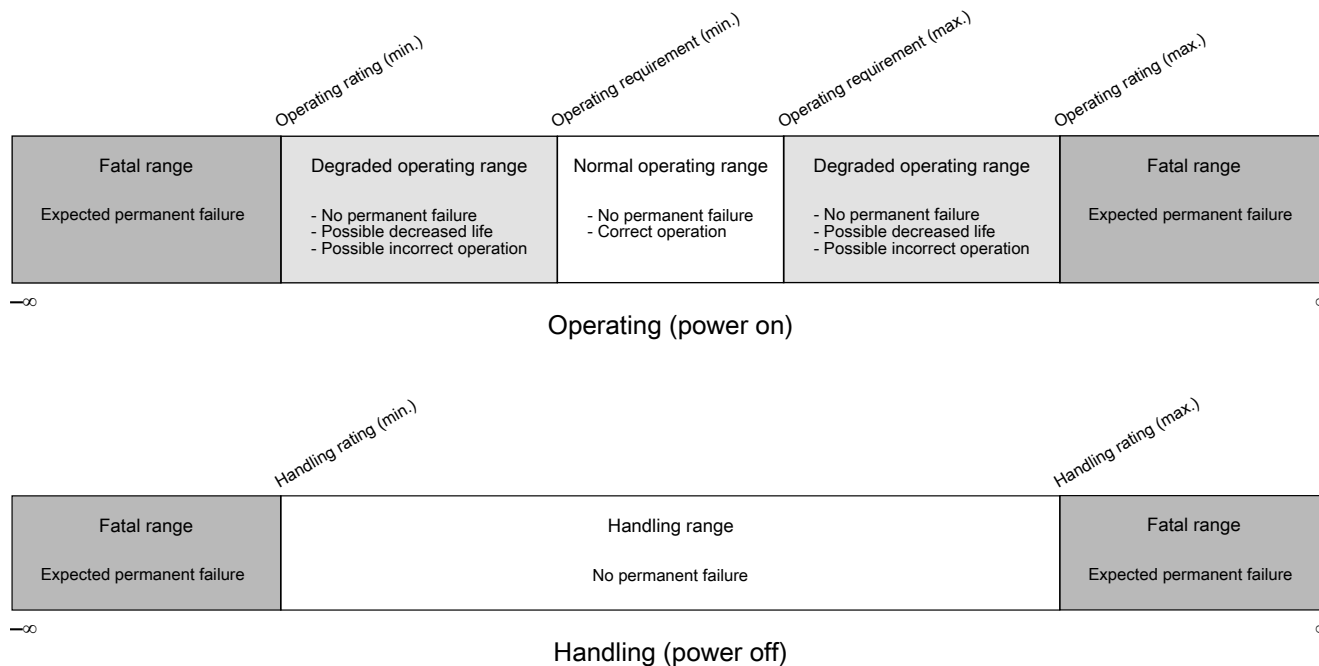 Operating rating (min.)
Operating requirement (min.)
Operating requirement (max.)
Operating rating (max.)
Fatal range
Degraded operating range
Normal operating range
Degraded operating range
Fatal range
Expected permanent failure
- No permanent failure
- Possible decreased life
- Possible incorrect operation
- No permanent failure
- Correct operation
- No permanent failure
- Possible decreased life
- Possible incorrect operation
Expected permanent failure
–∞
Operating (power on)
Handling rating (min.)
Handling rating (max.)
Fatal range
Handling range
Fatal range
Expected permanent failure
No permanent failure
Expected permanent failure
–∞
Handling (power off)